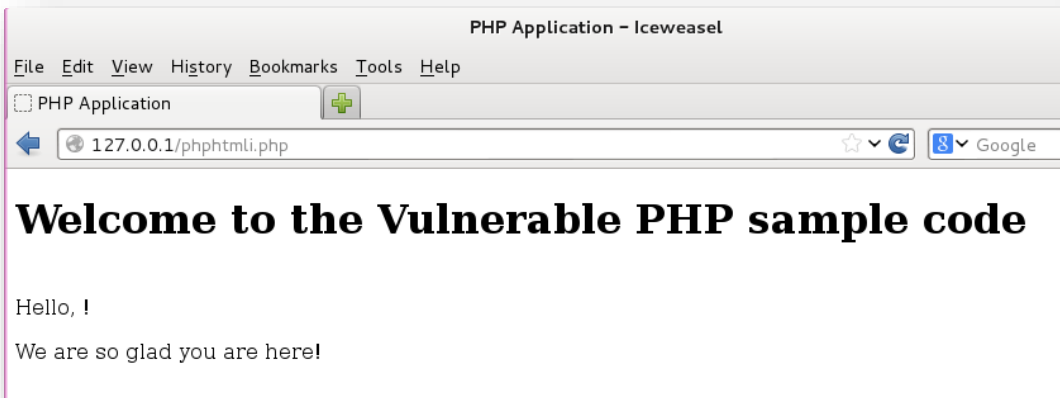 PHP Application – Iceweasel
File Edit View History Bookmarks Tools Help
PHP Application
127.0.0.1/phphtmli.php
8 Google
Welcome to the Vulnerable PHP sample code
Hello, !
We are so glad you are here!